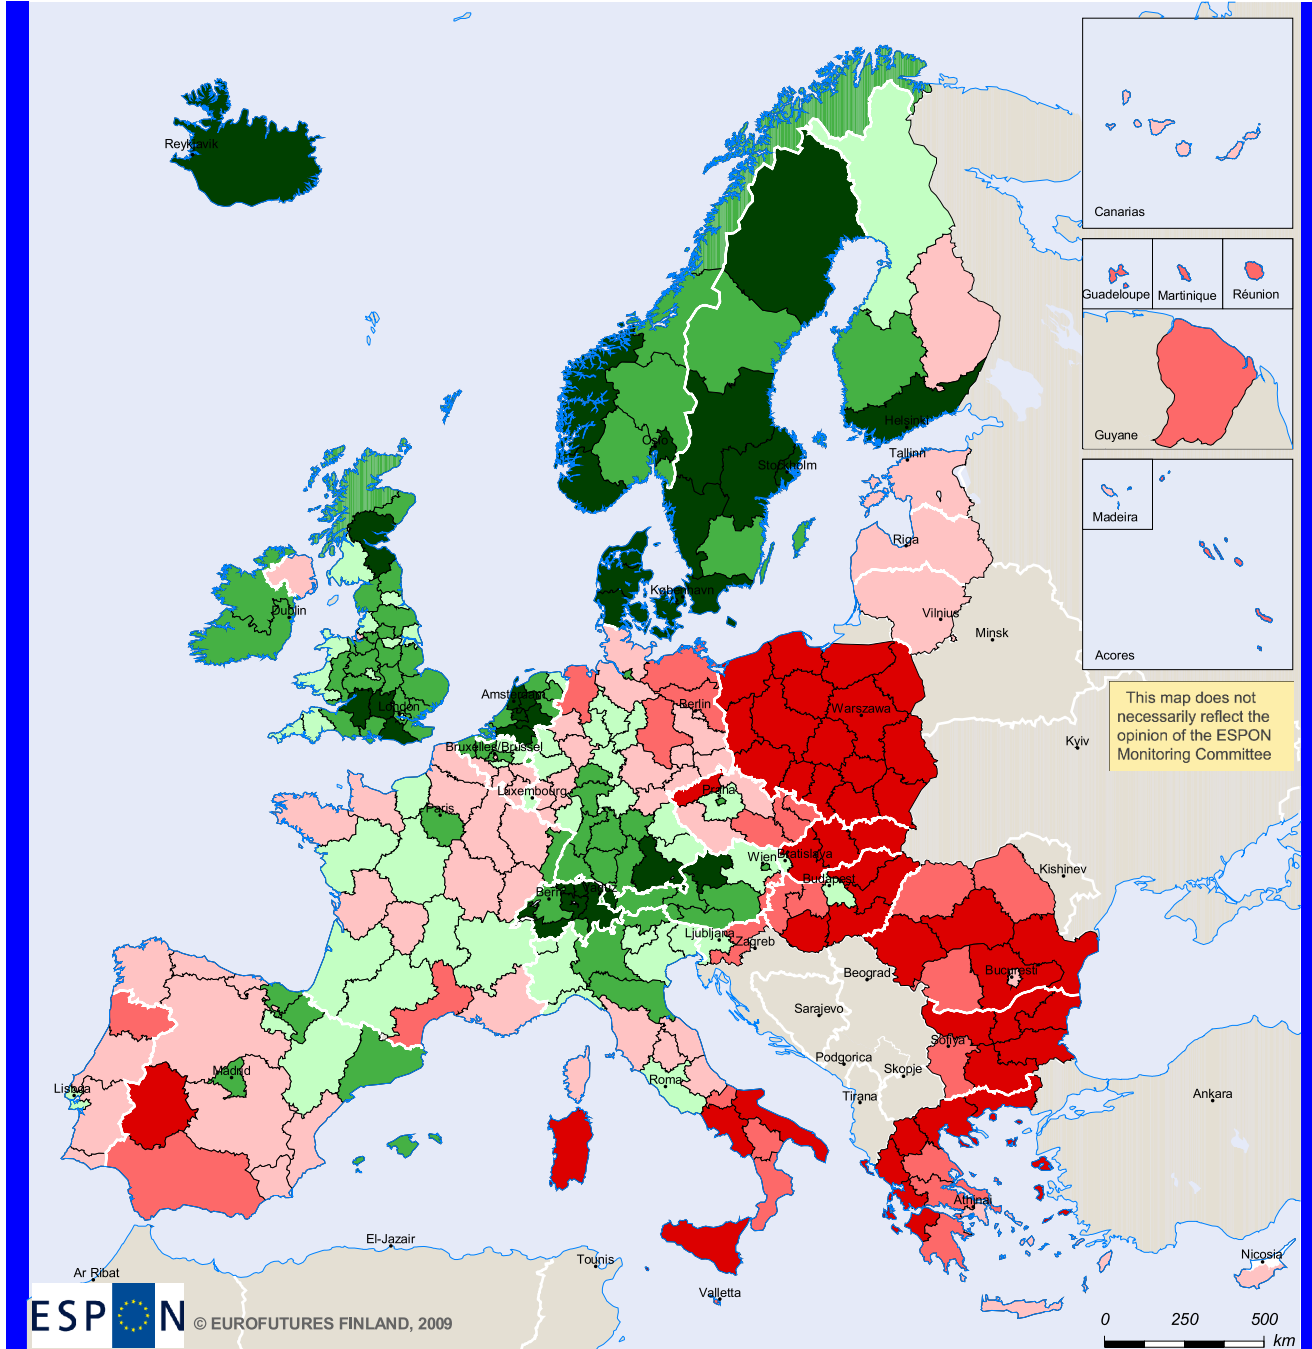 Reykjavik
Canarias
Guadeloupe
Martinique
Réunion
Guyane
Madeira
Acores
This map does not
necessarily reflect the
opinion of the ESPON
Monitoring Committee
Oslo
Helsinki
Stockholm
Tallinn
Riga
København
Dublin
Vilnius
Minsk
Amsterdam
London
Berlin
Warszawa
Kyiv
Bruxelles/Brüssel
Luxembourg
Praha
Paris
Wien
Bratislava
Kishinev
Budapest
Bern
Vaduz
Ljubljana
Zagreb
Beograd
Bucuresti
Sarajevo
Sofiya
Podgorica
Skopje
Madrid
Roma
Lisboa
Tirana
Ankara
Athinai
El-Jazair
Tounis
Nicosia
Ar Ribat
Valletta
ESPON
© EUROFUTURES FINLAND, 2009
0 250 500
km